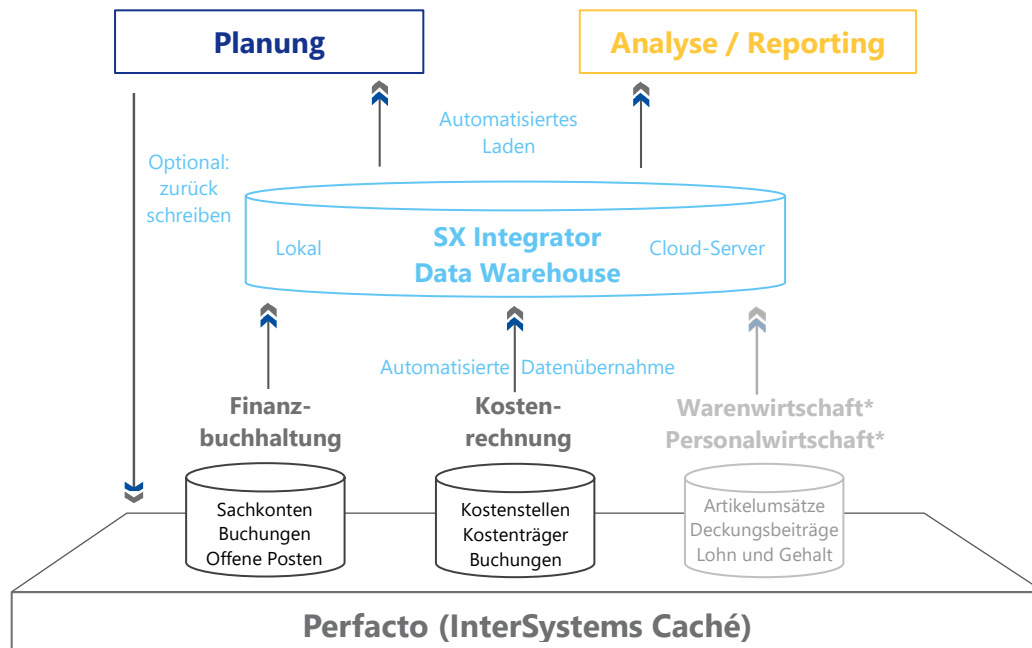 Planung
Analyse / Reporting
Automatisiertes
Laden
Optional:
zurück
schreiben
Lokal
SX Integrator
Data Warehouse
Cloud-Server
Automatisierte Datenübernahme
Finanz-
buchhaltung
Kosten-
rechnung
Warenwirtschaft*
Personalwirtschaft*
Sachkonten
Buchungen
Offene Posten
Kostenstellen
Kostenträger
Buchungen
Artikelumsätze
Deckungsbeiträge
Lohn und Gehalt
Perfacto (InterSystems Caché)